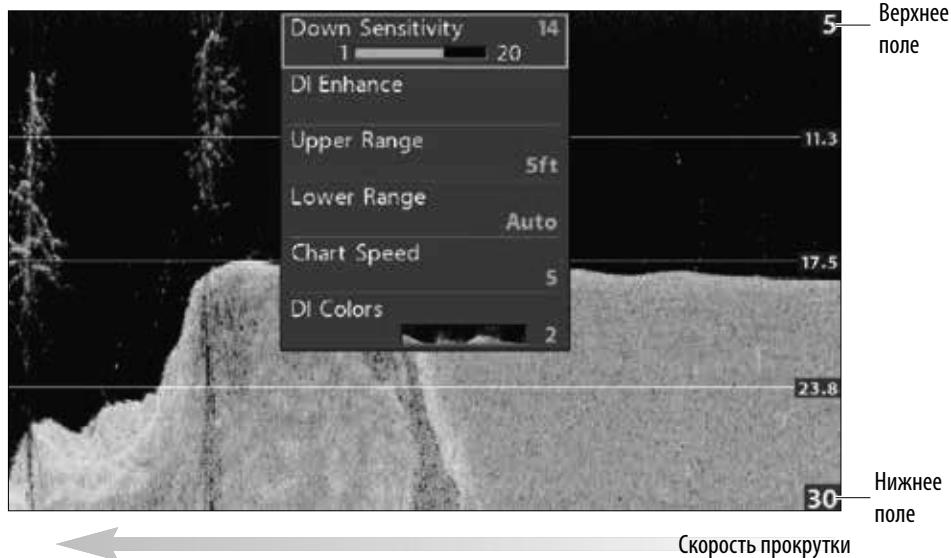 Down Sensitivity 14
1 20
DI Enhance
Upper Range
5ft
Lower Range
Auto
Chart Speed
5
DI Colors
2
5
11.3
17.5
23.8
30
Верхнее
поле
Нижнее
поле
Скорость прокрутки